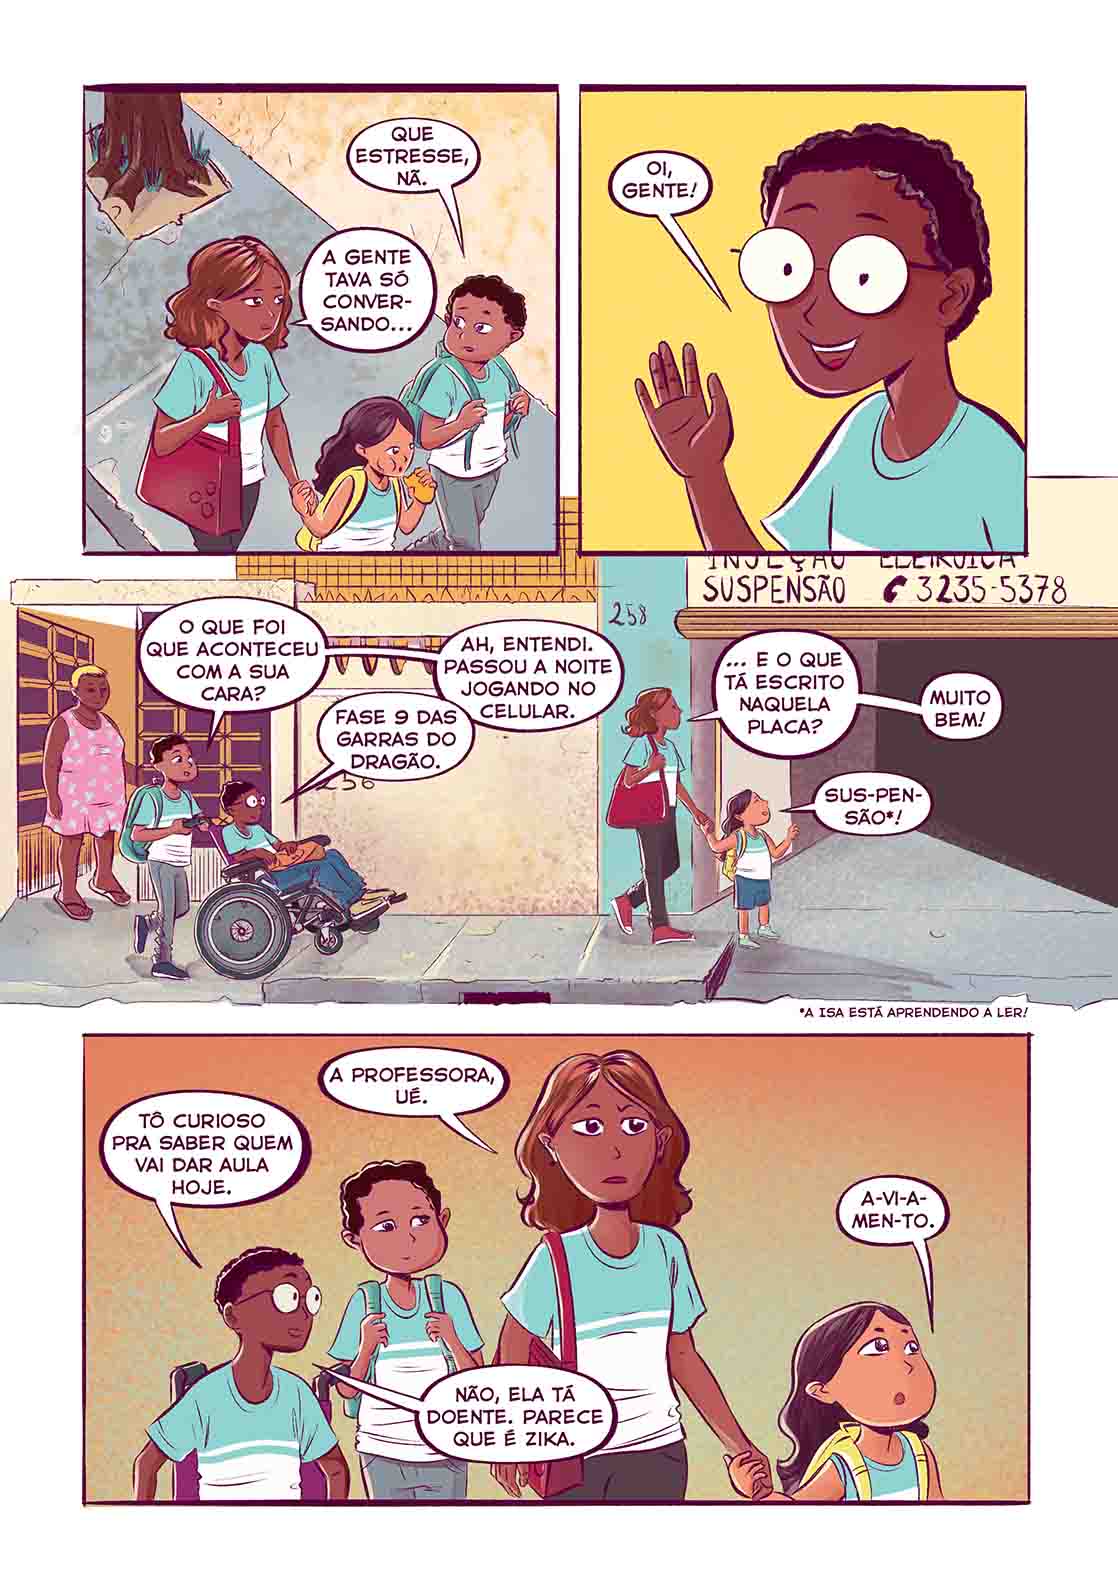 QUE
ESTRESSE,
NÃ.
A GENTE
TAVA SÓ
CONVER-
SANDO...
OI,
GENTE!
INJEÇÃO ELETRÔICA
SUSPENSÃO 3235-5378
258
O QUE FOI
QUE ACONTECEU
COM A SUA
CARA?
AH, ENTENDI.
PASSOU A NOITE
JOGANDO NO
CELULAR.
FASE 9 DAS
GARRAS DO
DRAGÃO.
256
... E O QUE
TÁ ESCRITO
NAQUELA
PLACA?
MUITO
BEM!
SUS-PEN-
SÃO*!
*A ISA ESTÁ APRENDENDO A LER!
TÔ CURIOSO
PRA SABER QUEM
VAI DAR AULA
HOJE.
A PROFESSORA,
UÉ.
NÃO, ELA TÁ
DOENTE. PARECE
QUE É ZIKA.
A-VI-A-
MEN-TO.